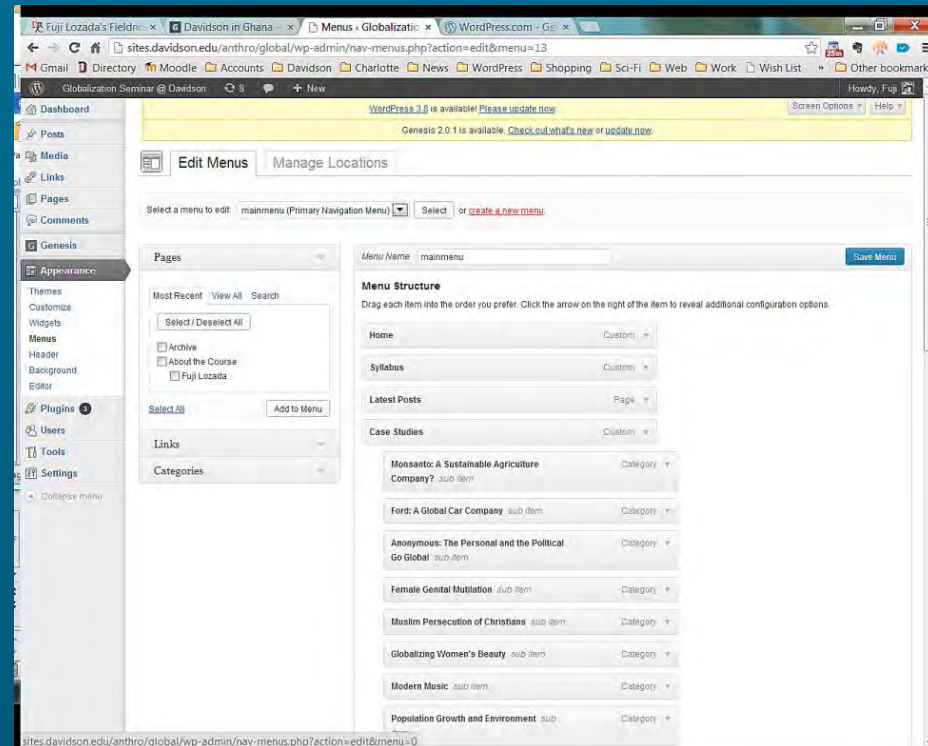 Fuji Lozada's Fieldn
Davidson in Ghana –
Menus ‹ Globalizatio
WordPress.com – Ge
sites.davidson.edu/anthro/global/wp-admin/nav-menus.php?action=edit&menu=13
Gmail Directory Moodle Accounts Davidson Charlotte News WordPress Shopping Sci-Fi Web Work Wish List » Other bookmark
Globalization Seminar @ Davidson 8 + New Howdy, Fuji
Dashboard
Posts
Media
Links
Pages
Comments
Genesis
Appearance
Themes
Customize
Widgets
Menus
Header
Background
Editor
Plugins 3
Users
Tools
Settings
Collapse menu
WordPress 3.8 is available! Please update now.
Screen Options Help
Genesis 2.0.1 is available. Check out what's new or update now.
Edit Menus Manage Locations
Select a menu to edit: mainmenu (Primary Navigation Menu) Select or create a new menu.
Pages
Most Recent View All Search
Select / Deselect All
Archive
About the Course
Fuji Lozada
Select All Add to Menu
Links
Categories
Menu Name mainmenu Save Menu
Menu Structure
Drag each item into the order you prefer. Click the arrow on the right of the item to reveal additional configuration options.
Home Custom
Syllabus Custom
Latest Posts Page
Case Studies Custom
Monsanto: A Sustainable Agriculture Category
Company? sub item
Ford: A Global Car Company sub item Category
Anonymous: The Personal and the Political Category
Go Global sub item
Female Genital Mutilation sub item Category
Muslim Persecution of Christians sub item Category
Globalizing Women's Beauty sub item Category
Modern Music sub item Category
Population Growth and Environment sub Category
sites.davidson.edu/anthro/global/wp-admin/nav-menus.php?action=edit&menu=0